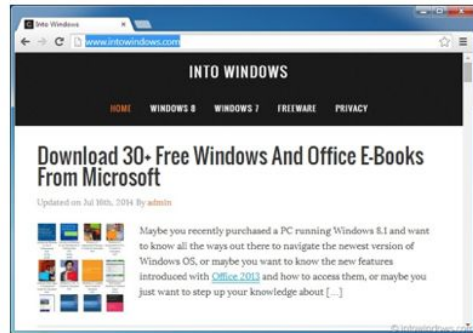 Into Windows
www.intowindows.com
INTO WINDOWS
HOME WINDOWS 8 WINDOWS 7 FREEWARE PRIVACY
Download 30+ Free Windows And Office E-Books
From Microsoft
Updated on Jul 16th, 2014 By admin
Maybe you recently purchased a PC running Windows 8.1 and want
to know all the ways out there to navigate the newest version of
Windows OS, or maybe you want to know the new features
introduced with Office 2013 and how to access them, or maybe you
just want to step up your knowledge about [...]
© intowindows.com